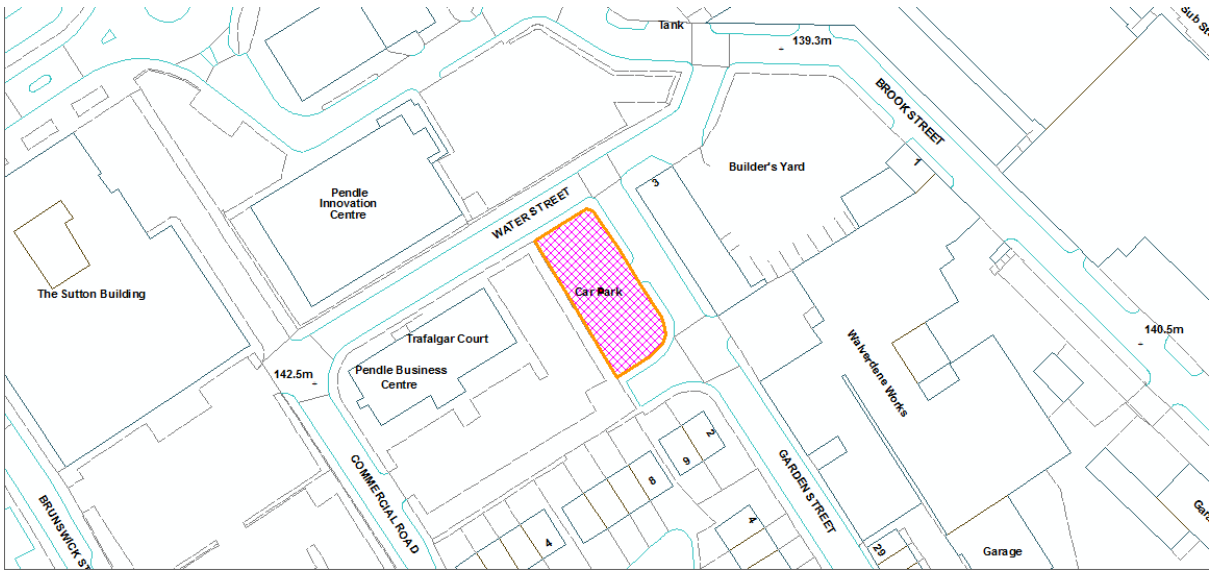 Tank
139.3m
Sub Sta
BROOK STREET
Builder's Yard
1
3
Pendle
Innovation
Centre
WATER STREET
The Sutton Building
Car Park
Trafalgar Court
Pendle Business
Centre
142.5m
Walverdene Works
140.5m
COMMERCIAL ROAD
BRUNSWICK ST
2
9
8
4
4
GARDEN STREET
29
Garage
Gara